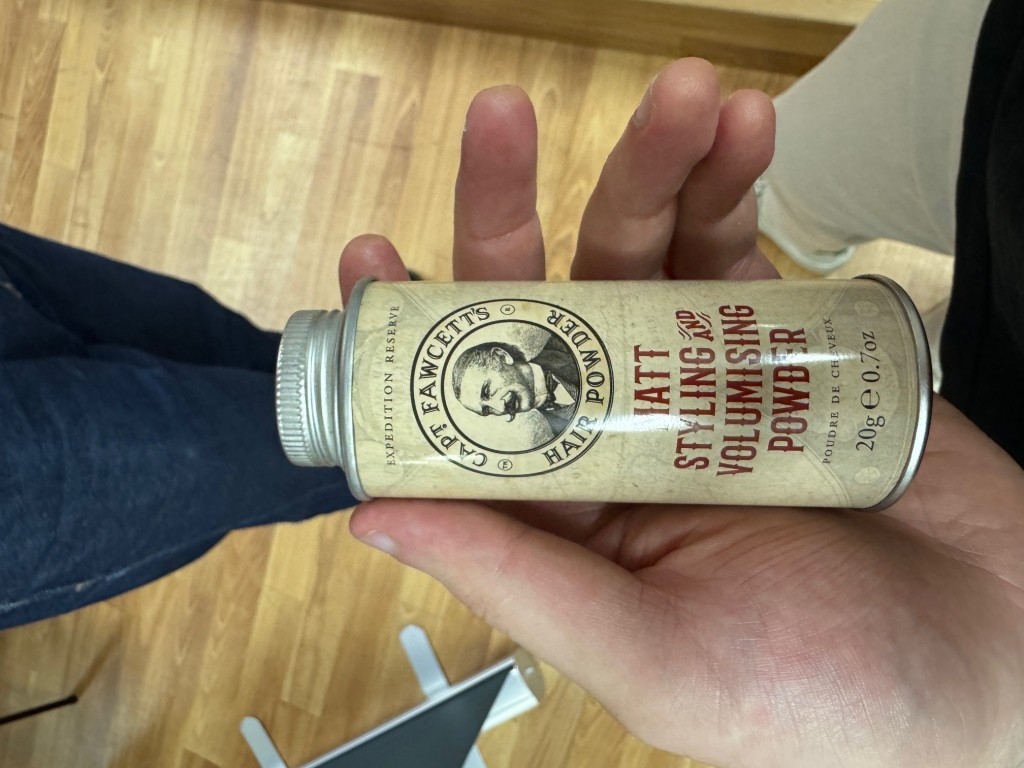 EXPEDITION RESERVE
CAPT. FAWCETT'S
HAIR POWDER
MATT
STYLING AND
VOLUMISING
POWDER
POUDRE DE CHEVEUX
20g e 0.7oz